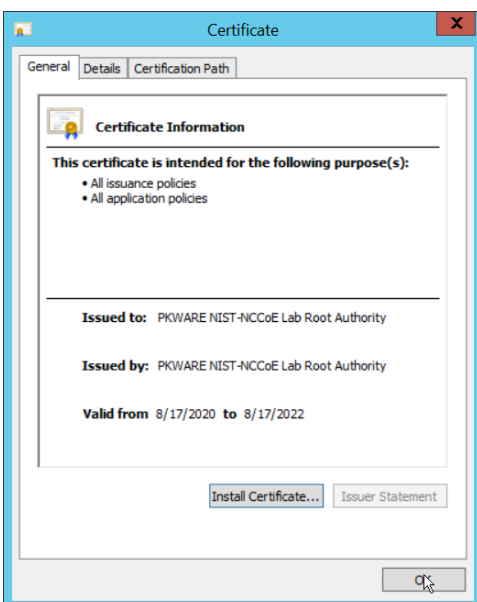 Certificate
X
General
Details
Certification Path
Certificate Information
This certificate is intended for the following purpose(s):
• All issuance policies
• All application policies
Issued to: PKWARE NIST-NCCoE Lab Root Authority
Issued by: PKWARE NIST-NCCoE Lab Root Authority
Valid from 8/17/2020 to 8/17/2022
Install Certificate...
Issuer Statement
OK